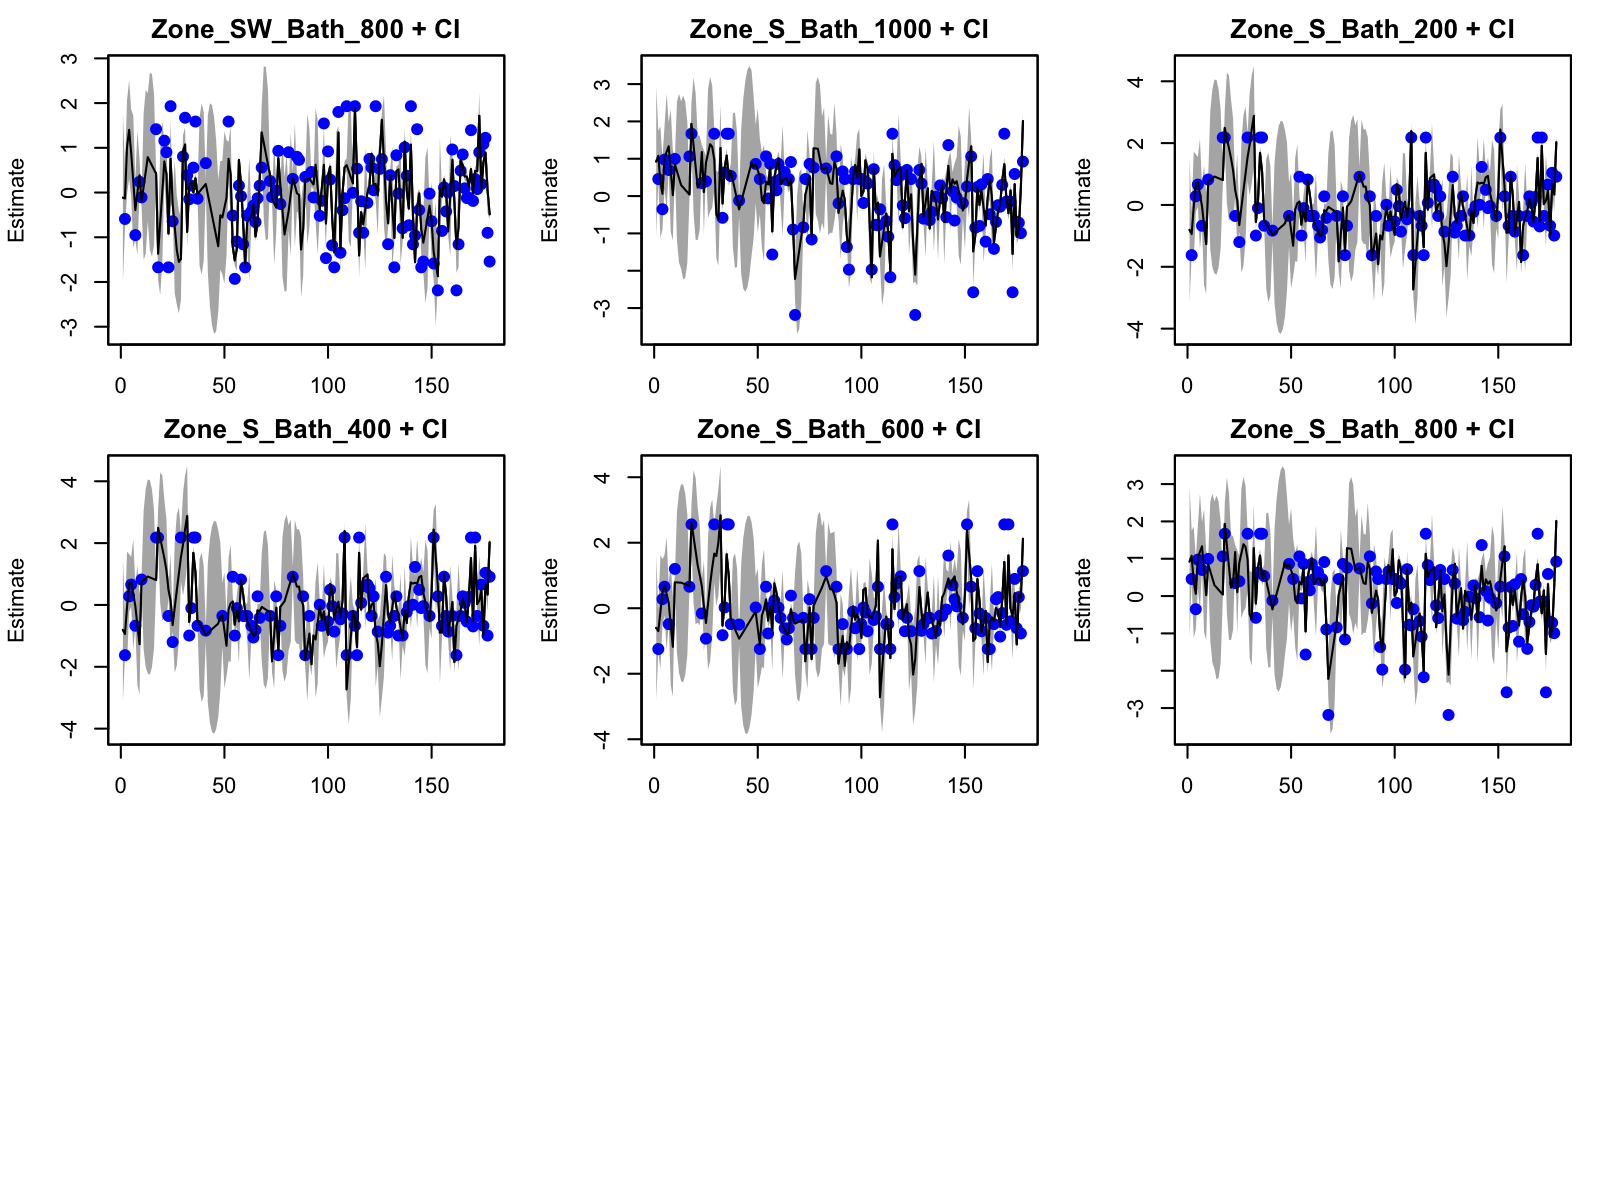 Zone_SW_Bath_800 + CI
Estimate
3
2
1
0
-1
-2
-3
0 50 100 150
Zone_S_Bath_1000 + CI
Estimate
3
2
1
0
-1
-3
0 50 100 150
Zone_S_Bath_200 + CI
Estimate
4
2
0
-2
-4
0 50 100 150
Zone_S_Bath_400 + CI
Estimate
4
2
0
-2
-4
0 50 100 150
Zone_S_Bath_600 + CI
Estimate
4
2
0
-2
-4
0 50 100 150
Zone_S_Bath_800 + CI
Estimate
3
2
1
0
-1
-3
0 50 100 150